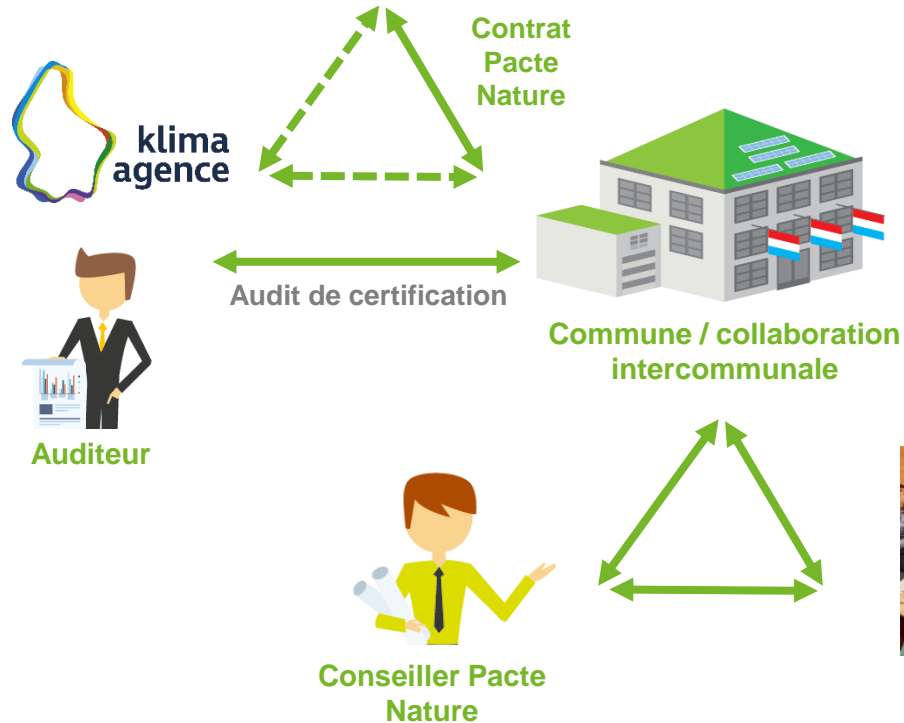 Contrat
Pacte
Nature
klima
agence
Audit de certification
Commune / collaboration
intercommunale
Auditeur
Conseiller Pacte
Nature